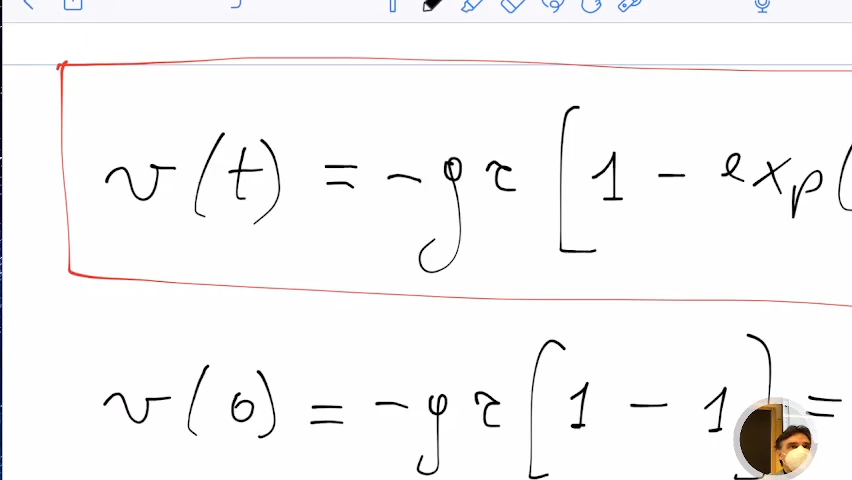 v(t) = -gτ [1 - exp(
v(0) = -gτ [1 - 1] =